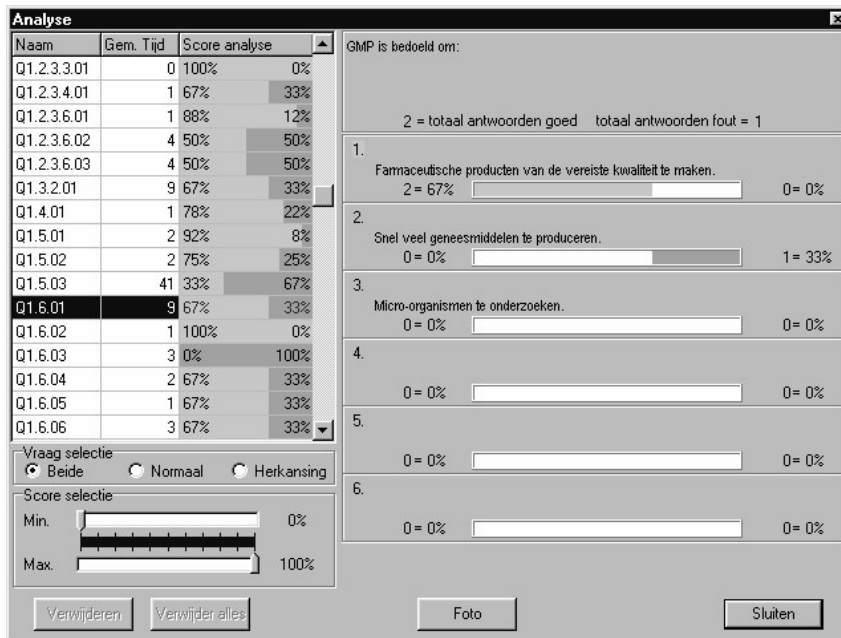 Analyse
Naam Gem. Tijd Score analyse
Q1.2.3.3.01 0 100% 0%
Q1.2.3.4.01 1 67% 33%
Q1.2.3.6.01 1 88% 12%
Q1.2.3.6.02 4 50% 50%
Q1.2.3.6.03 4 50% 50%
Q1.3.2.01 9 67% 33%
Q1.4.01 1 78% 22%
Q1.5.01 2 92% 8%
Q1.5.02 2 75% 25%
Q1.5.03 41 33% 67%
Q1.6.01 9 67% 33%
Q1.6.02 1 100% 0%
Q1.6.03 3 0% 100%
Q1.6.04 2 67% 33%
Q1.6.05 1 67% 33%
Q1.6.06 3 67% 33%
Vraag selectie
Beide Normaal Herkansing
Score selectie
Min. 0%
Max. 100%
Verwijderen Verwijder alles
GMP is bedoeld om:
2 = totaal antwoorden goed totaal antwoorden fout = 1
1.
Farmaceutische producten van de vereiste kwaliteit te maken.
2 = 67% 0 = 0%
2.
Snel veel geneesmiddelen te produceren.
0 = 0% 1 = 33%
3.
Micro-organismen te onderzoeken.
0 = 0% 0 = 0%
4.
0 = 0% 0 = 0%
5.
0 = 0% 0 = 0%
6.
0 = 0% 0 = 0%
Foto Sluiten